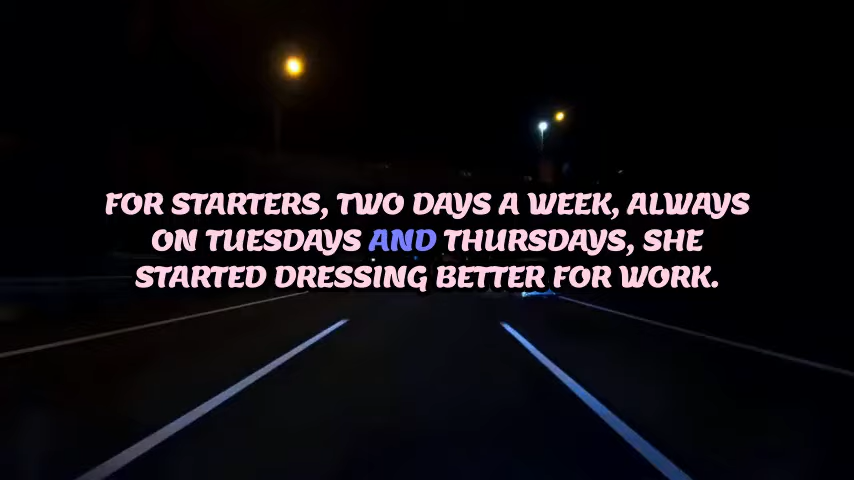 FOR STARTERS, TWO DAYS A WEEK, ALWAYS
ON TUESDAYS AND THURSDAYS, SHE
STARTED DRESSING BETTER FOR WORK.